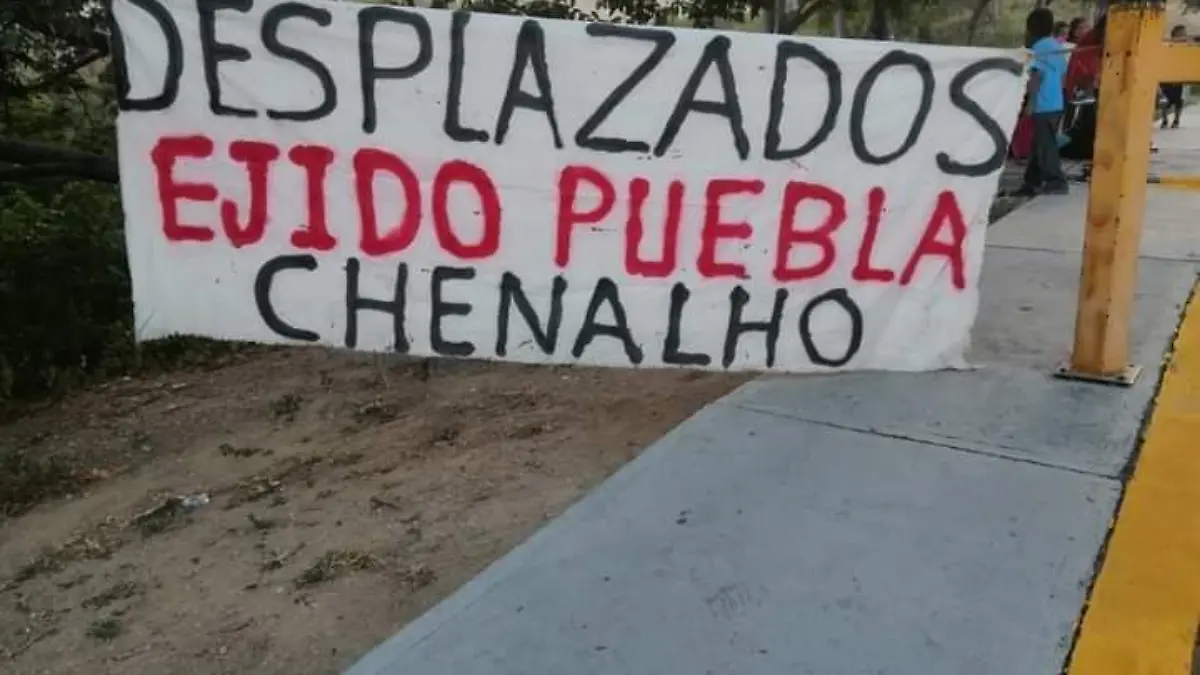 DESPLAZADOS
EJIDO PUEBLA
CHENALHO